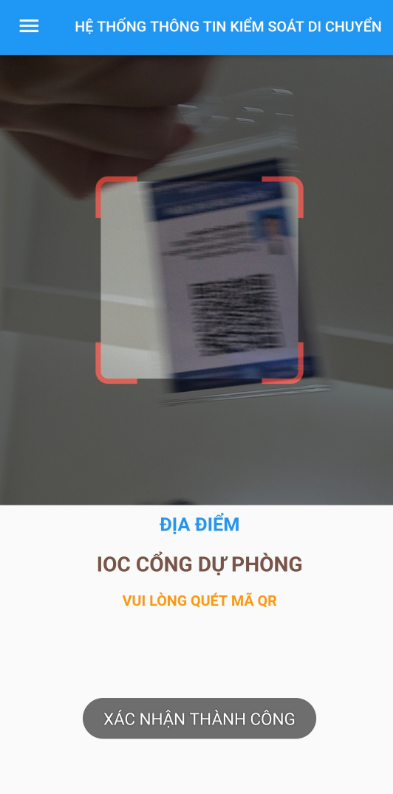 HỆ THỐNG THÔNG TIN KIỂM SOÁT DI CHUYỂN
ĐỊA ĐIỂM
IOC CỔNG DỰ PHÒNG
VUI LÒNG QUÉT MÃ QR
XÁC NHẬN THÀNH CÔNG